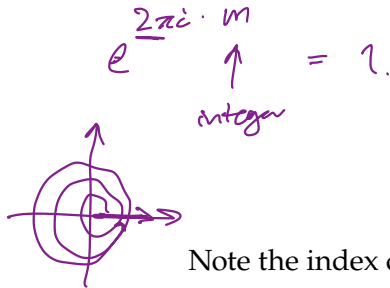 e^{2πi · m} = 1.
integer
Note the index